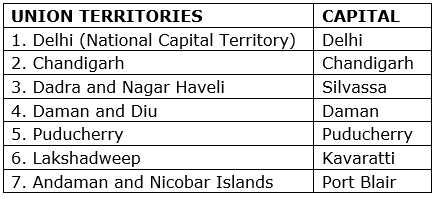 UNION TERRITORIES CAPITAL
1. Delhi (National Capital Territory) Delhi
2. Chandigarh Chandigarh
3. Dadra and Nagar Haveli Silvassa
4. Daman and Diu Daman
5. Puducherry Puducherry
6. Lakshadweep Kavaratti
7. Andaman and Nicobar Islands Port Blair